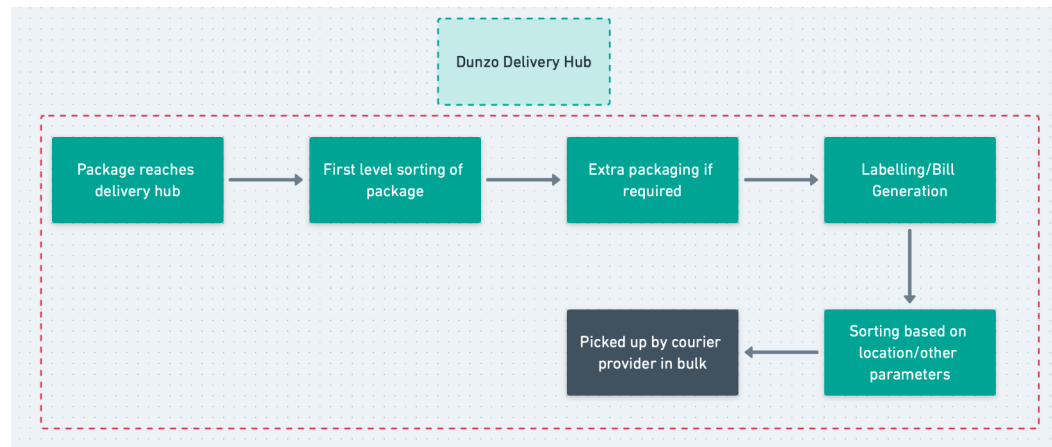 Dunzo Delivery Hub
Package reaches
delivery hub
First level sorting of
package
Extra packaging if
required
Labelling/Bill
Generation
Sorting based on
location/other
parameters
Picked up by courier
provider in bulk